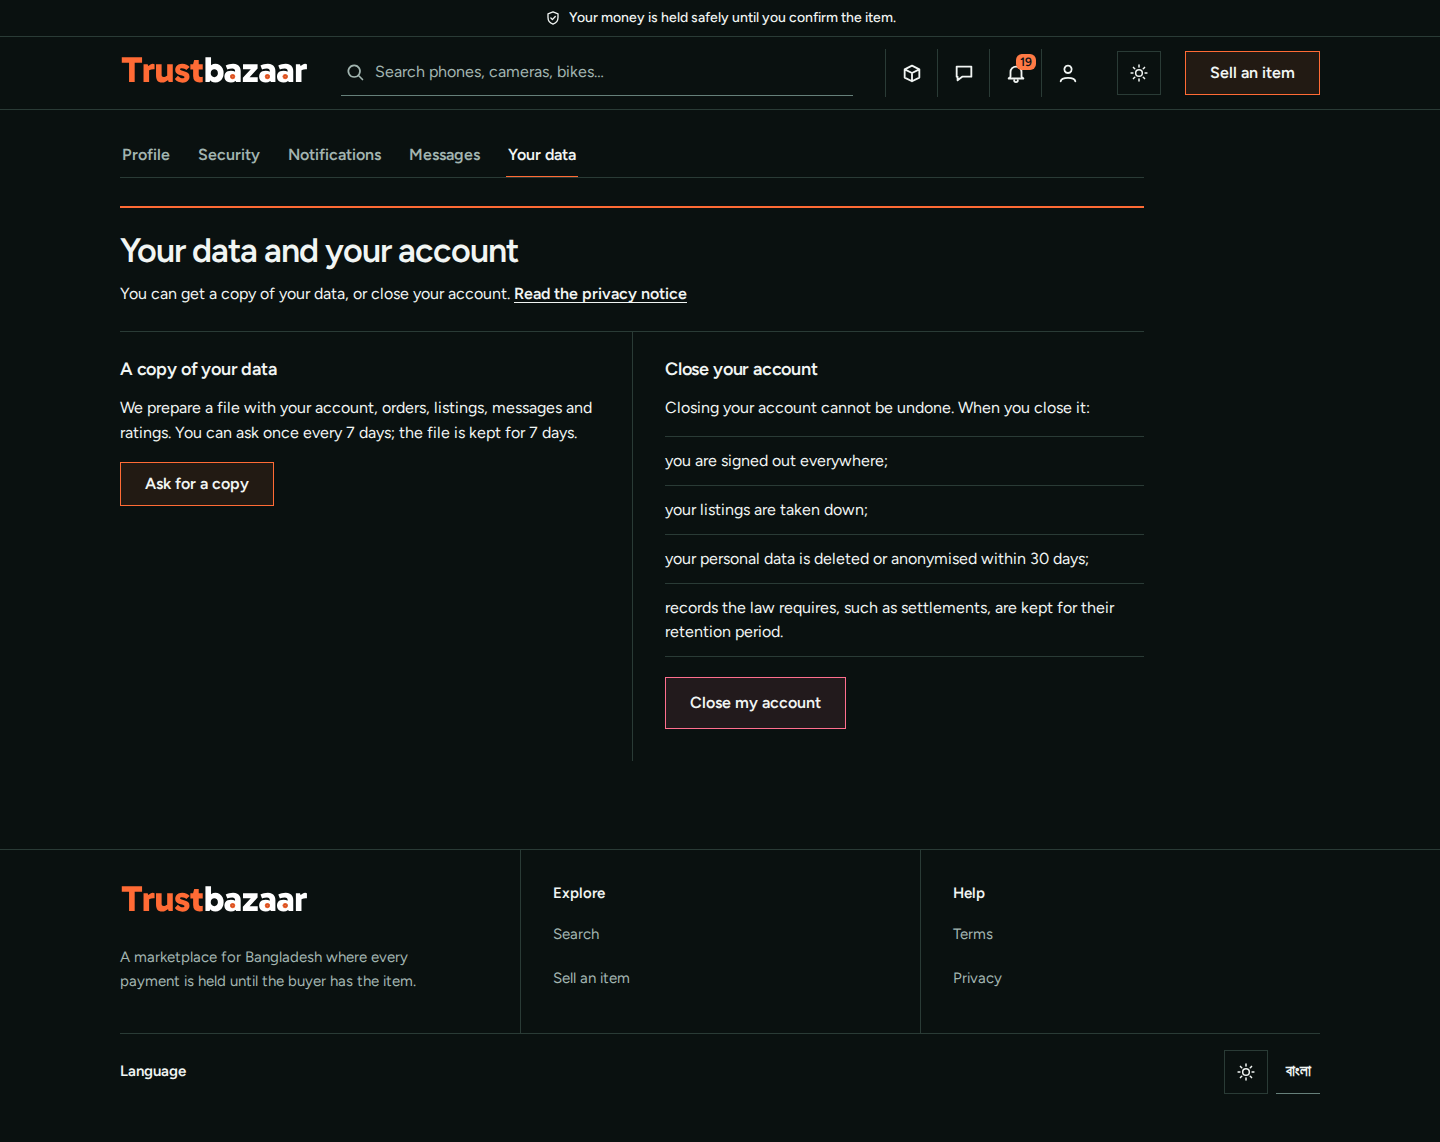 Your money is held safely until you confirm the item.
Trustbazaar
Search phones, cameras, bikes...
19
Sell an item
Profile
Security
Notifications
Messages
Your data
Your data and your account
You can get a copy of your data, or close your account. Read the privacy notice
A copy of your data
We prepare a file with your account, orders, listings, messages and
ratings. You can ask once every 7 days; the file is kept for 7 days.
Ask for a copy
Close your account
Closing your account cannot be undone. When you close it:
you are signed out everywhere;
your listings are taken down;
your personal data is deleted or anonymised within 30 days;
records the law requires, such as settlements, are kept for their
retention period.
Close my account
Trustbazaar
A marketplace for Bangladesh where every
payment is held until the buyer has the item.
Explore
Search
Sell an item
Help
Terms
Privacy
Language
বাংলা